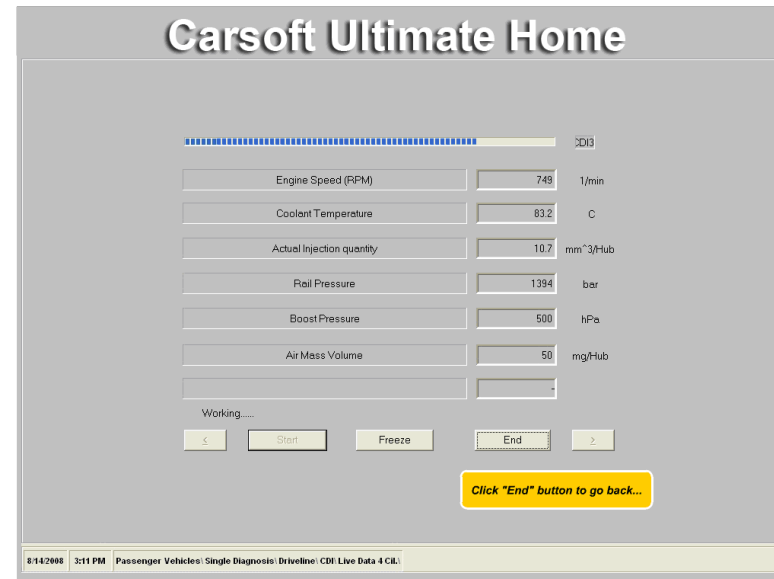 Carsoft Ultimate Home
CDI3
Engine Speed (RPM) 749 1/min
Coolant Temperature 83.2 C
Actual Injection quantity 10.7 mm^3/Hub
Rail Pressure 1394 bar
Boost Pressure 500 hPa
Air Mass Volume 50 mg/Hub
-
Working......
< Start Freeze End >
Click "End" button to go back...
8/14/2008 3:11 PM Passenger Vehicles\ Single Diagnosis\ Driveline\ CDI\ Live Data 4 Cil.\